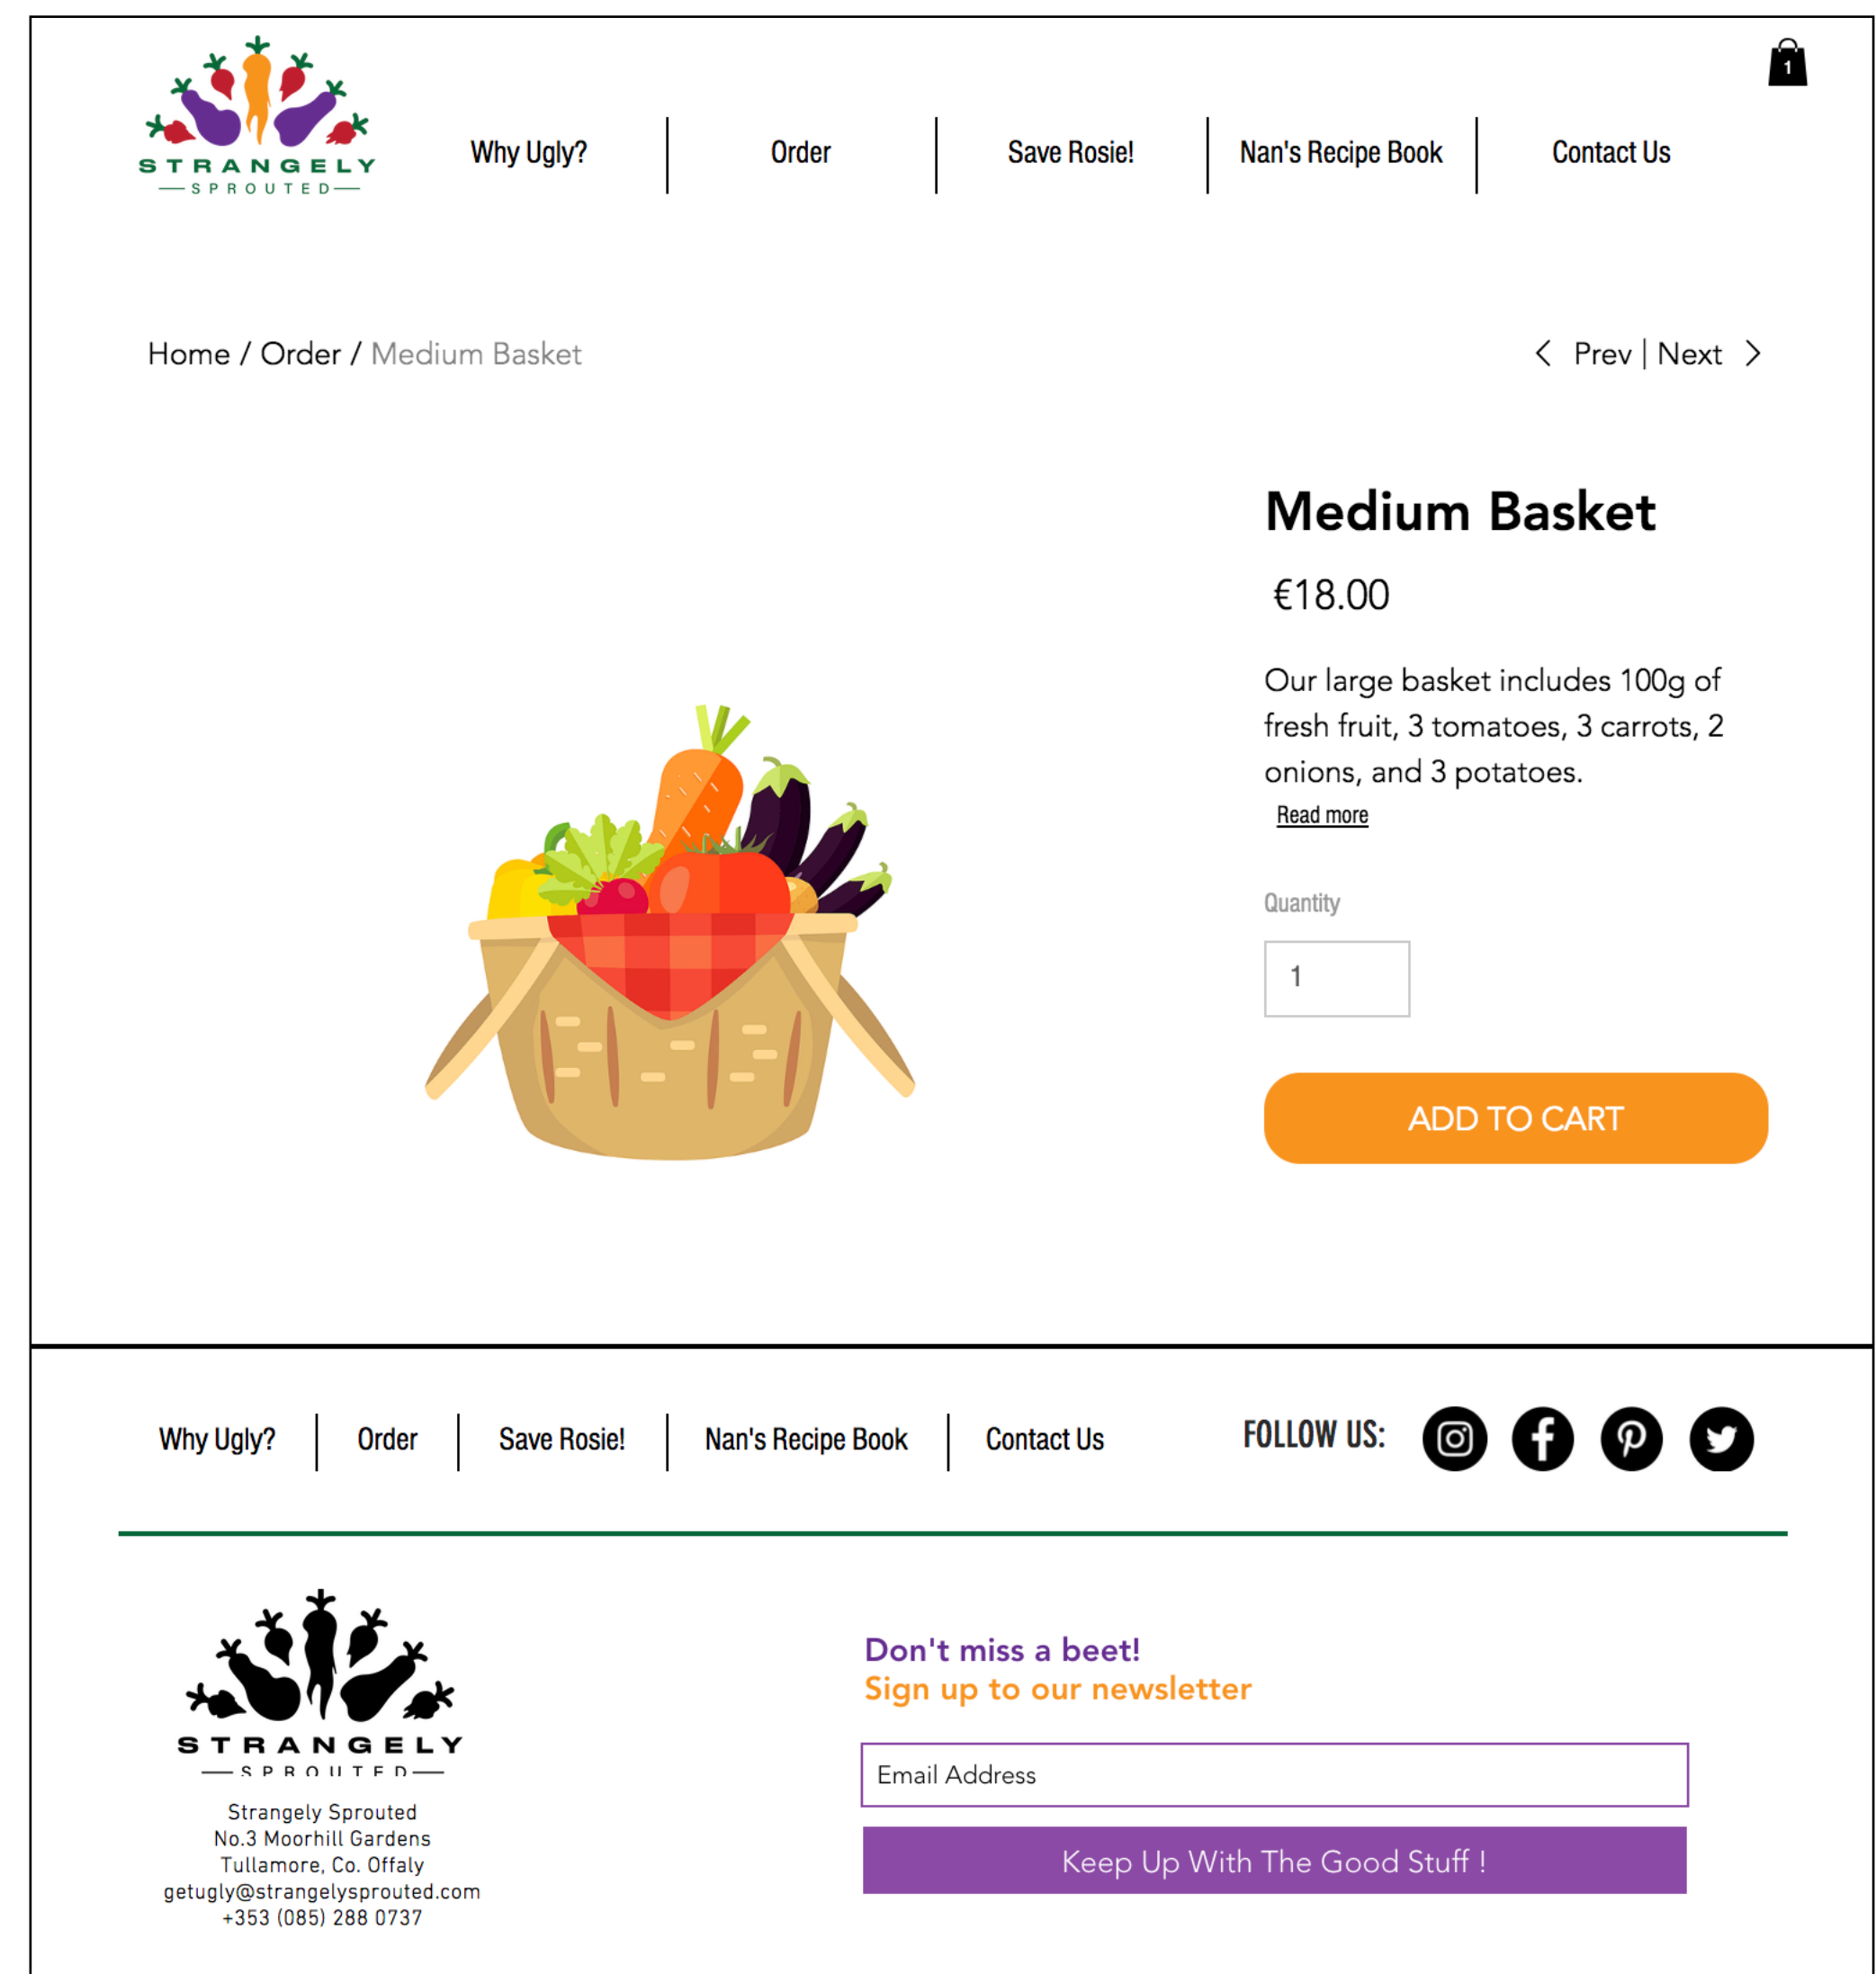 1
STRANGELY
SPROUTED
Why Ugly?
Order
Save Rosie!
Nan's Recipe Book
Contact Us
Home / Order / Medium Basket
Prev | Next
Medium Basket
€18.00
Our large basket includes 100g of
fresh fruit, 3 tomatoes, 3 carrots, 2
onions, and 3 potatoes.
Read more
Quantity
1
ADD TO CART
Why Ugly?
Order
Save Rosie!
Nan's Recipe Book
Contact Us
FOLLOW US:
STRANGELY
SPROUTED
Strangely Sprouted
No.3 Moorhill Gardens
Tullamore, Co. Offaly
getugly@strangelysprouted.com
+353 (085) 288 0737
Don't miss a beet!
Sign up to our newsletter
Email Address
Keep Up With The Good Stuff !